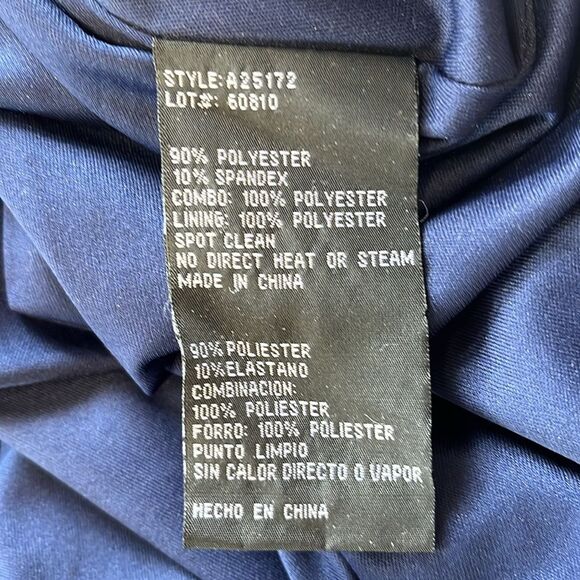 STYLE:A25172
LOT#: 60810
90% POLYESTER
10% SPANDEX
COMBO: 100% POLYESTER
LINING: 100% POLYESTER
SPOT CLEAN
NO DIRECT HEAT OR STEAM
MADE IN CHINA
90% POLIESTER
10% ELASTANO
COMBINACION:
100% POLIESTER
FORRO: 100% POLIESTER
PUNTO LIMPIO
SIN CALOR DIRECTO O VAPOR
HECHO EN CHINA